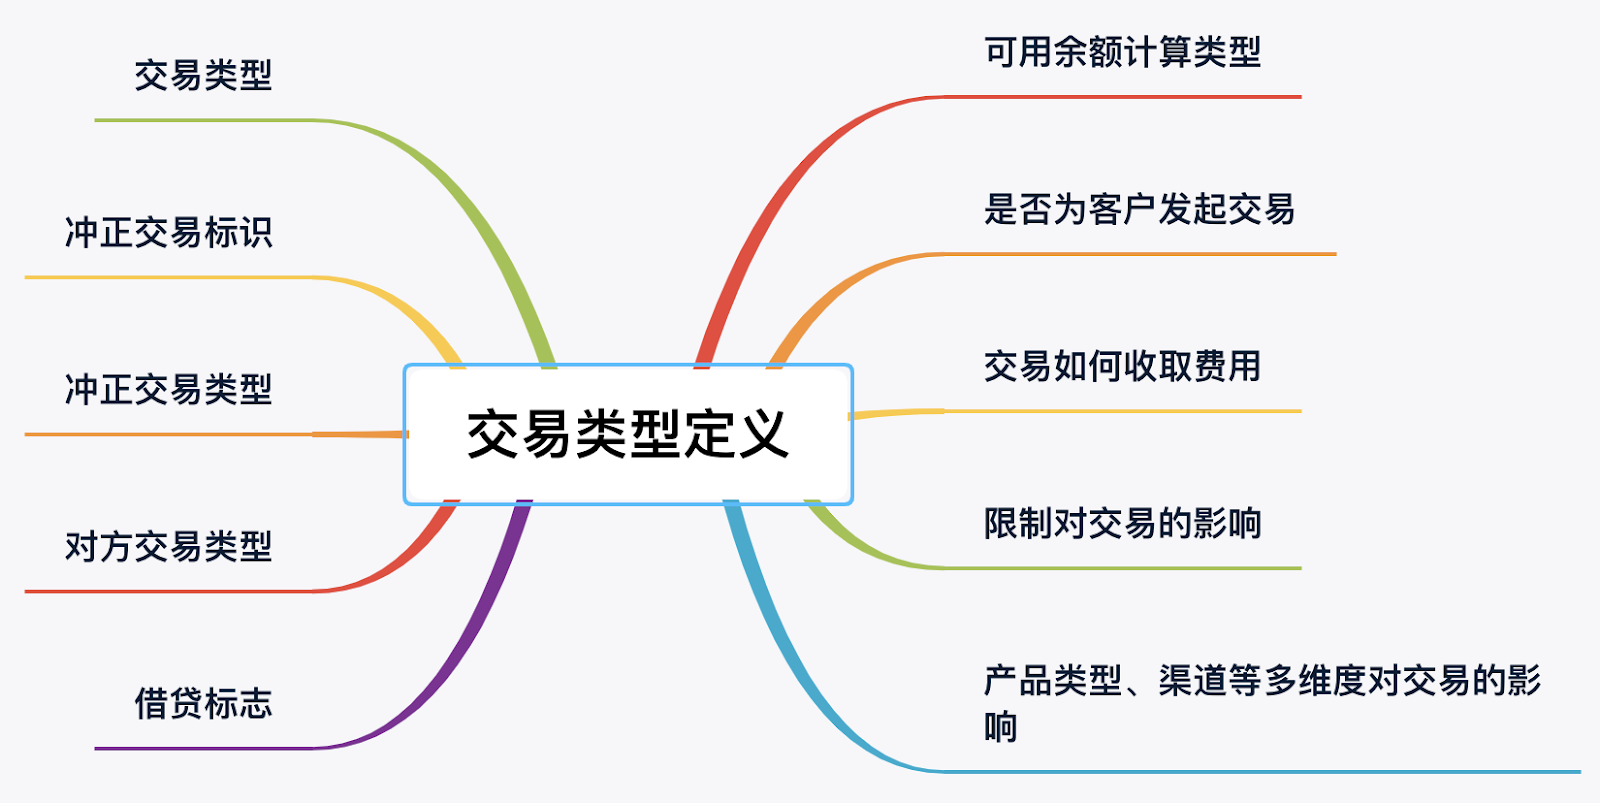 交易类型定义
可用余额计算类型
是否为客户发起交易
交易如何收取费用
限制对交易的影响
产品类型、渠道等多维度对交易的影
响
交易类型
冲正交易标识
冲正交易类型
对方交易类型
借贷标志